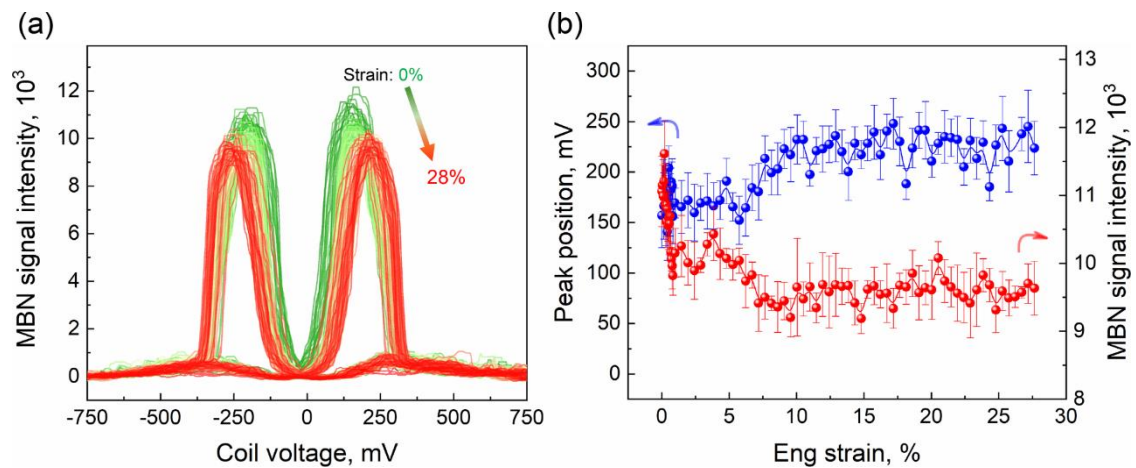 (a)
MBN signal intensity, 10³
12
10
8
6
4
2
0
-750 -500 -250 0 250 500 750
Coil voltage, mV
Strain: 0%
28%
(b)
Peak position, mV
300
250
200
150
100
50
0
0 5 10 15 20 25 30
Eng strain, %
13
12
11
10
9
8
MBN signal intensity, 10³